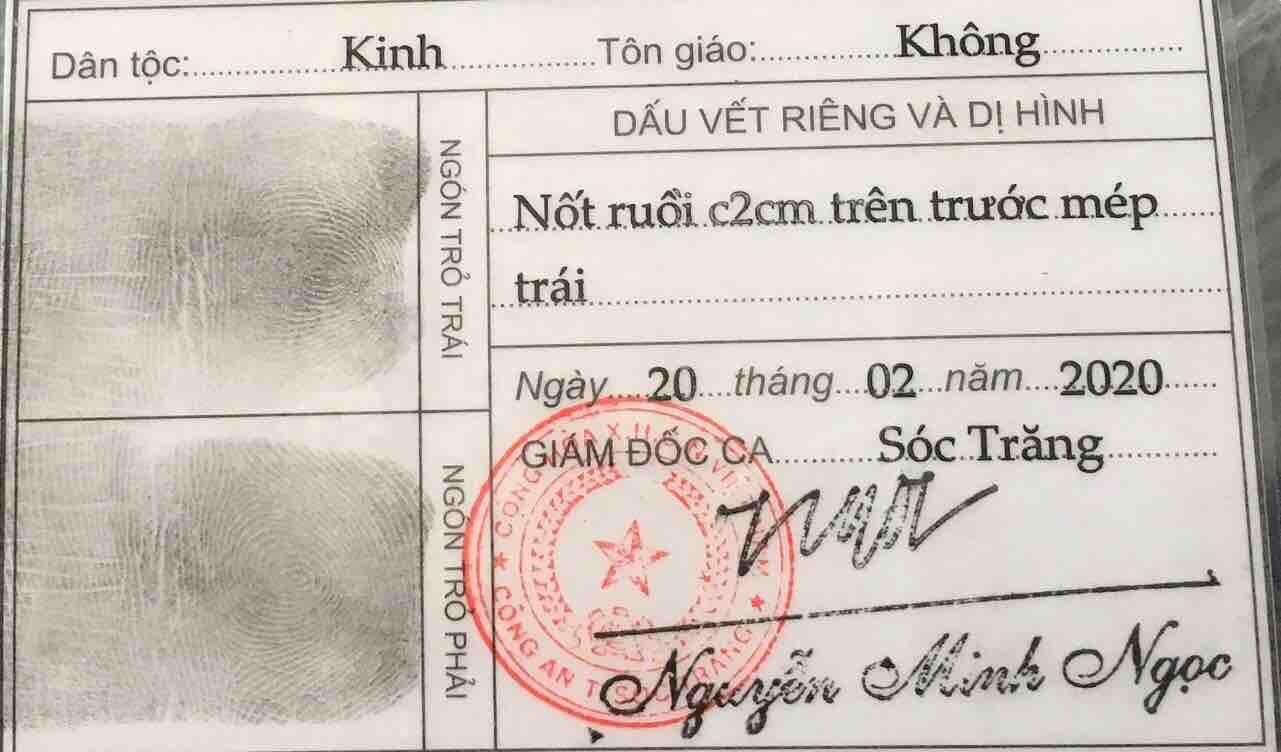 Dân tộc: Kinh Tôn giáo: Không
NGÓN TRỎ TRÁI
DẤU VẾT RIÊNG VÀ DỊ HÌNH
Nốt ruồi c2cm trên trước mép
trái
Ngày 20 tháng 02 năm 2020
GIÁM ĐỐC CA Sóc Trăng
NGÓN TRỎ PHẢI
CÔNG AN T
Nguyễn Minh Ngọc